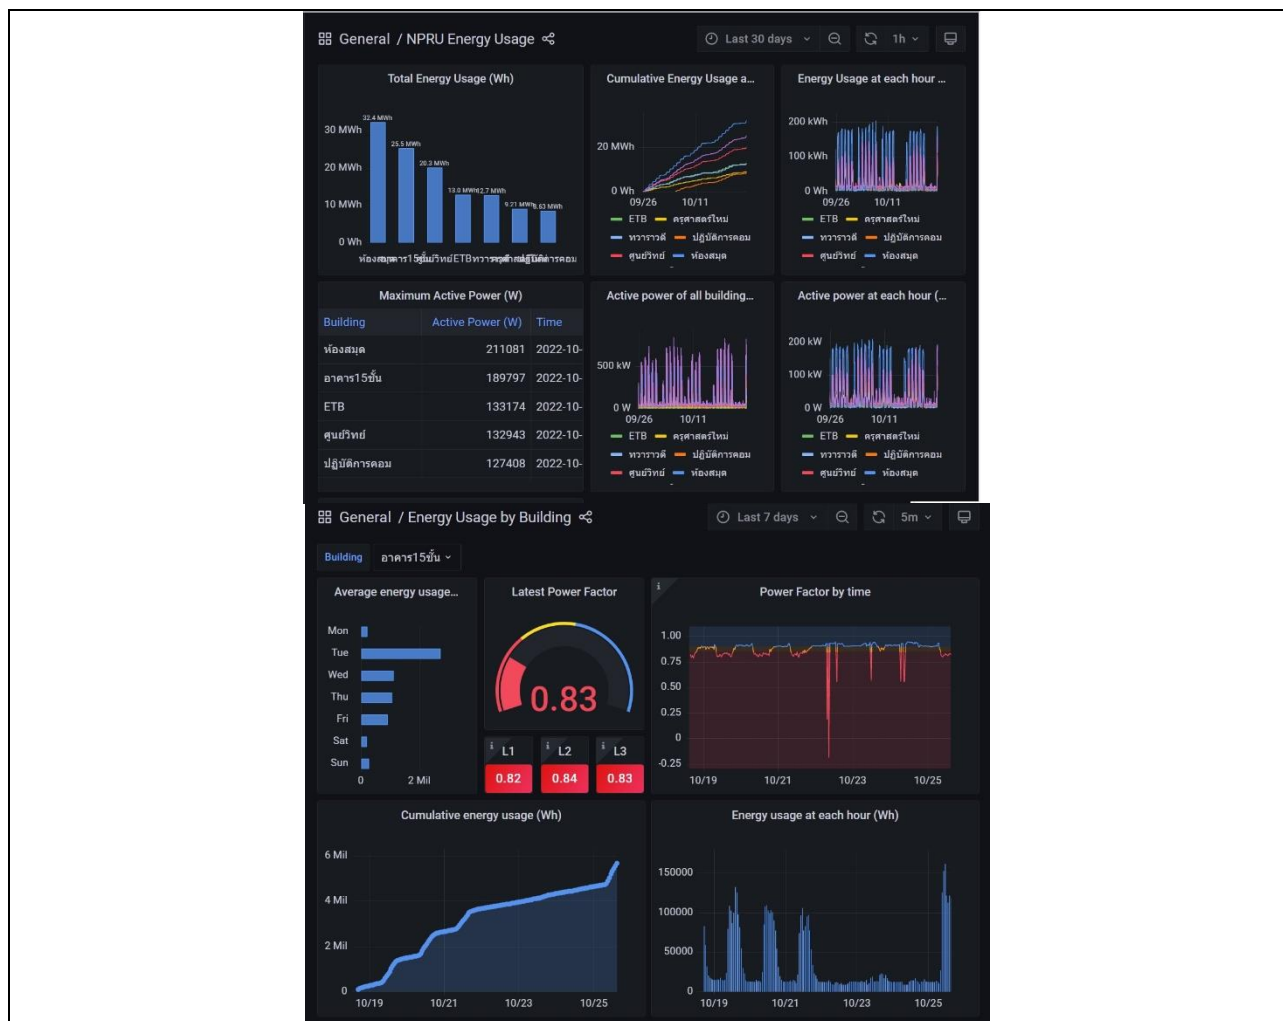 General / NPRU Energy Usage
Last 30 days
1h
Total Energy Usage (Wh)
30 MWh
20 MWh
10 MWh
0 Wh
32.4 MWh
25.5 MWh
20.3 MWh
13.0 MWh
12.7 MWh
9.21 MWh
8.63 MWh
ห้องสมุด
ศูนย์วิทย์
ETB
Cumulative Energy Usage a...
20 MWh
0 Wh
09/26 10/11
ETB ครุศาสตร์ใหม่
ทวาราวดี ปฏิบัติการคอม
ศูนย์วิทย์ ห้องสมุด
Energy Usage at each hour ...
200 kWh
100 kWh
0 Wh
09/26 10/11
ETB ครุศาสตร์ใหม่
ทวาราวดี ปฏิบัติการคอม
ศูนย์วิทย์ ห้องสมุด
Maximum Active Power (W)
Building Active Power (W) Time
ห้องสมุด 211081 2022-10-
อาคาร15ชั้น 189797 2022-10-
ETB 133174 2022-10-
ศูนย์วิทย์ 132943 2022-10-
ปฏิบัติการคอม 127408 2022-10-
Active power of all building...
500 kW
0 W
09/26 10/11
ETB ครุศาสตร์ใหม่
ทวาราวดี ปฏิบัติการคอม
ศูนย์วิทย์ ห้องสมุด
Active power at each hour (...
200 kW
100 kW
0 W
09/26 10/11
ETB ครุศาสตร์ใหม่
ทวาราวดี ปฏิบัติการคอม
ศูนย์วิทย์ ห้องสมุด
General / Energy Usage by Building
Last 7 days
5m
Building อาคาร15ชั้น
Average energy usage...
Mon
Tue
Wed
Thu
Fri
Sat
Sun
0 2 Mil
Latest Power Factor
0.83
L1 L2 L3
0.82 0.84 0.83
Power Factor by time
1.00
0.75
0.50
0.25
0
-0.25
10/19 10/21 10/23 10/25
Cumulative energy usage (Wh)
6 Mil
4 Mil
2 Mil
0
10/19 10/21 10/23 10/25
Energy usage at each hour (Wh)
150000
100000
50000
0
10/19 10/21 10/23 10/25